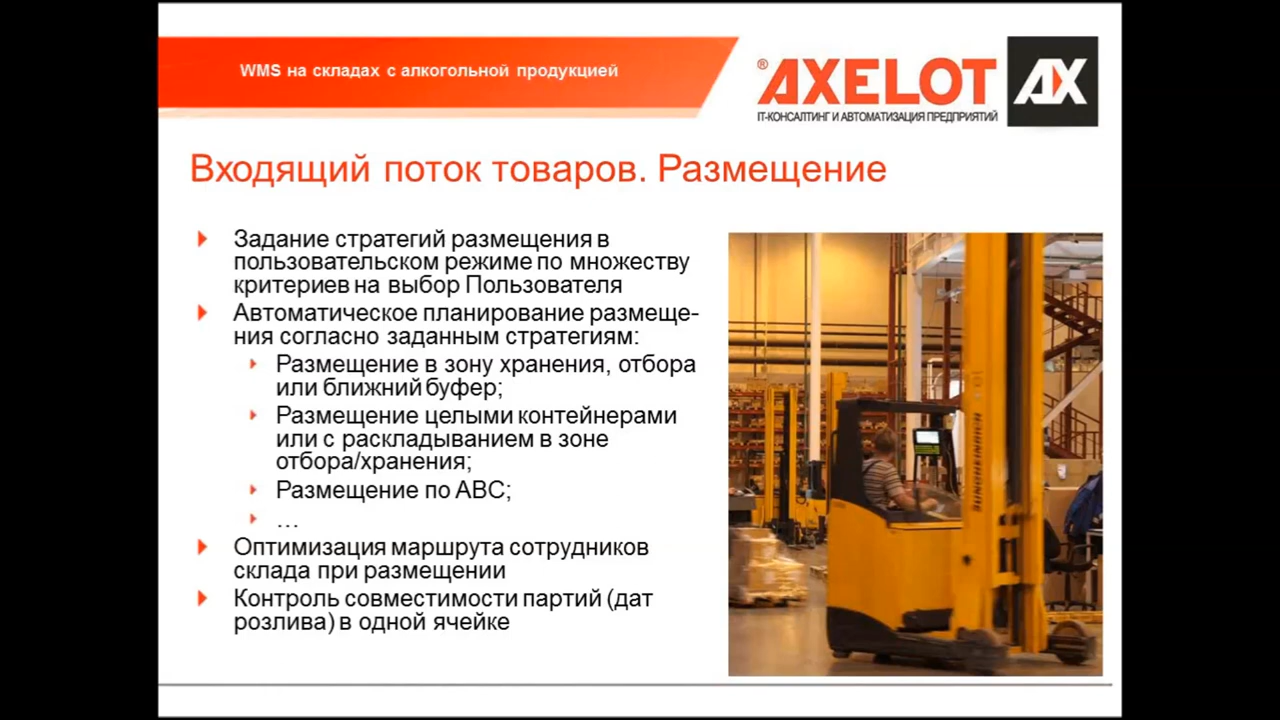 WMS на складах с алкогольной продукцией
® AXELOT AX
IT-КОНСАЛТИНГ И АВТОМАТИЗАЦИЯ ПРЕДПРИЯТИЙ
Входящий поток товаров. Размещение
Задание стратегий размещения в
пользовательском режиме по множеству
критериев на выбор Пользователя
Автоматическое планирование размеще-
ния согласно заданным стратегиям:
Размещение в зону хранения, отбора
или ближний буфер;
Размещение целыми контейнерами
или с раскладыванием в зоне
отбора/хранения;
Размещение по ABC;
…
Оптимизация маршрута сотрудников
склада при размещении
Контроль совместимости партий (дат
розлива) в одной ячейке
JUNGHEINRICH